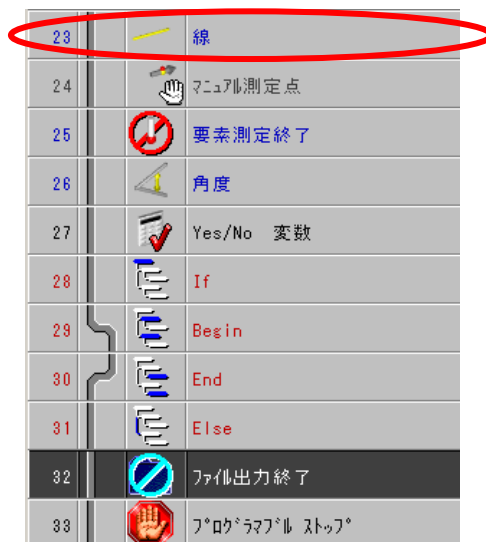 23 線
24 ﾏﾆｭｱﾙ測定点
25 要素測定終了
26 角度
27 Yes/No 変数
28 If
29 Begin
30 End
31 Else
32 ﾌｧｲﾙ出力終了
33 ﾌﾟﾛｸﾞﾗﾏﾌﾞﾙ ｽﾄｯﾌﾟ